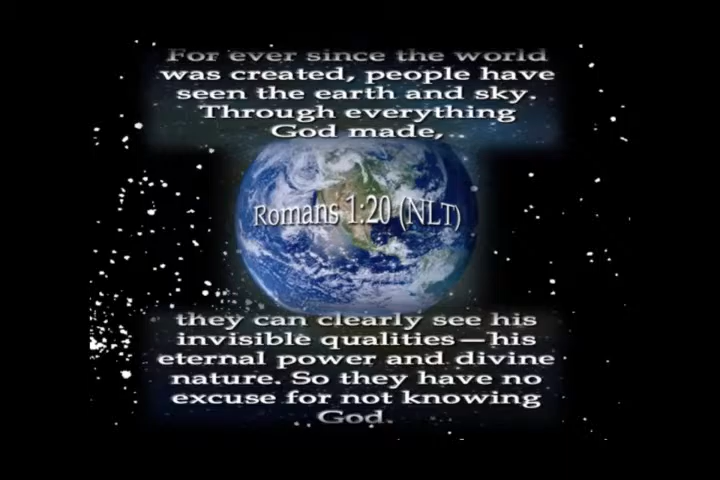 For ever since the world
was created, people have
seen the earth and sky.
Through everything
God made,..
Romans 1:20 (NLT)
they can clearly see his
invisible qualities—his
eternal power and divine
nature. So they have no
excuse for not knowing
God.